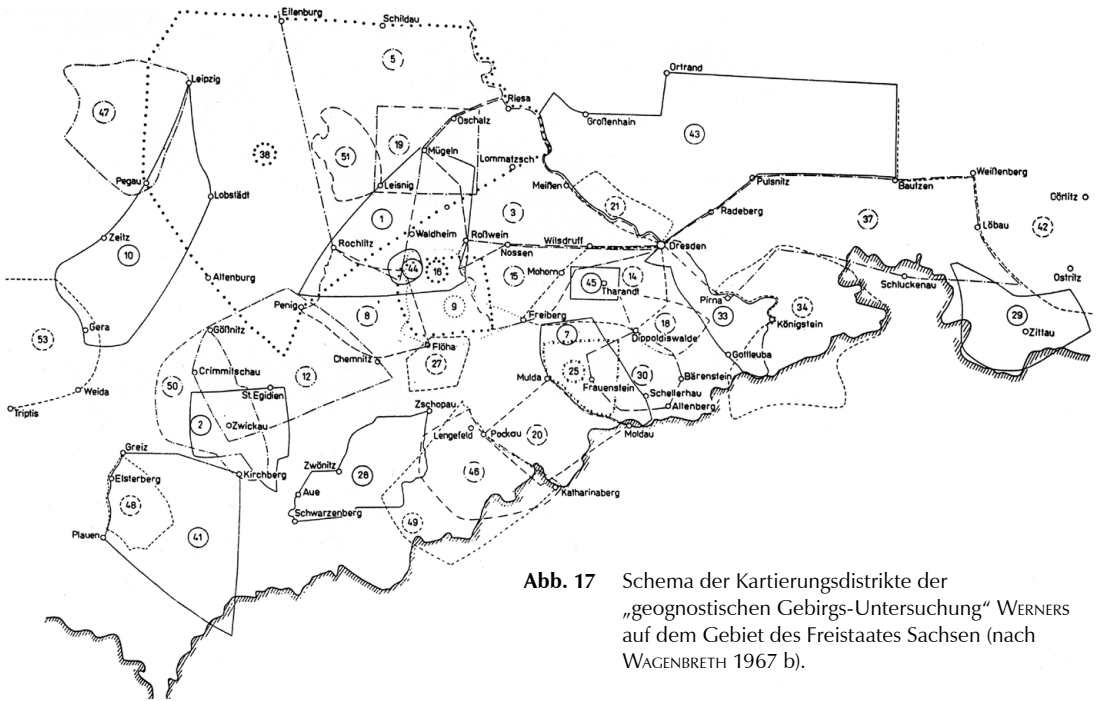 Eilenburg
Schildau
5
Leipzig
Ortrand
47
Riesa
Großenhain
Oschatz
43
19
Mügeln
38
51
Lommatzsch
Weißenberg
Pegau
Leisnig
Meißen
Pulsnitz
Bautzen
Lobstädt
Görlitz
21
1
3
Radeberg
37
42
Löbau
Zeitz
Waldheim
Roßwein
Wilsdruff
Dresden
Rochlitz
Nossen
10
44
16
Mohorn
15
14
Ostritz
Altenburg
45
Tharandt
Schluckenau
Penig
9
Pirna
34
8
33
29
Gera
Gößnitz
Freiberg
18
Königstein
Zittau
53
7
Dippoldiswalde
Flöha
Chemnitz
Gottleuba
27
50
Crimmitschau
12
25
30
Mulda
Bärenstein
Weida
St.Egidien
Frauenstein
Schellerhau
Triptis
Zschopau
Altenberg
2
Zwickau
Lengefeld
Pockau
20
Moldau
Greiz
Zwönitz
46
Elsterberg
Kirchberg
28
Aue
Katharinaberg
48
Schwarzenberg
49
Plauen
41
Abb. 17 Schema der Kartierungsdistrikte der
„geognostischen Gebirgs-Untersuchung“ WERNERS
auf dem Gebiet des Freistaates Sachsen (nach
WAGENBRETH 1967 b).